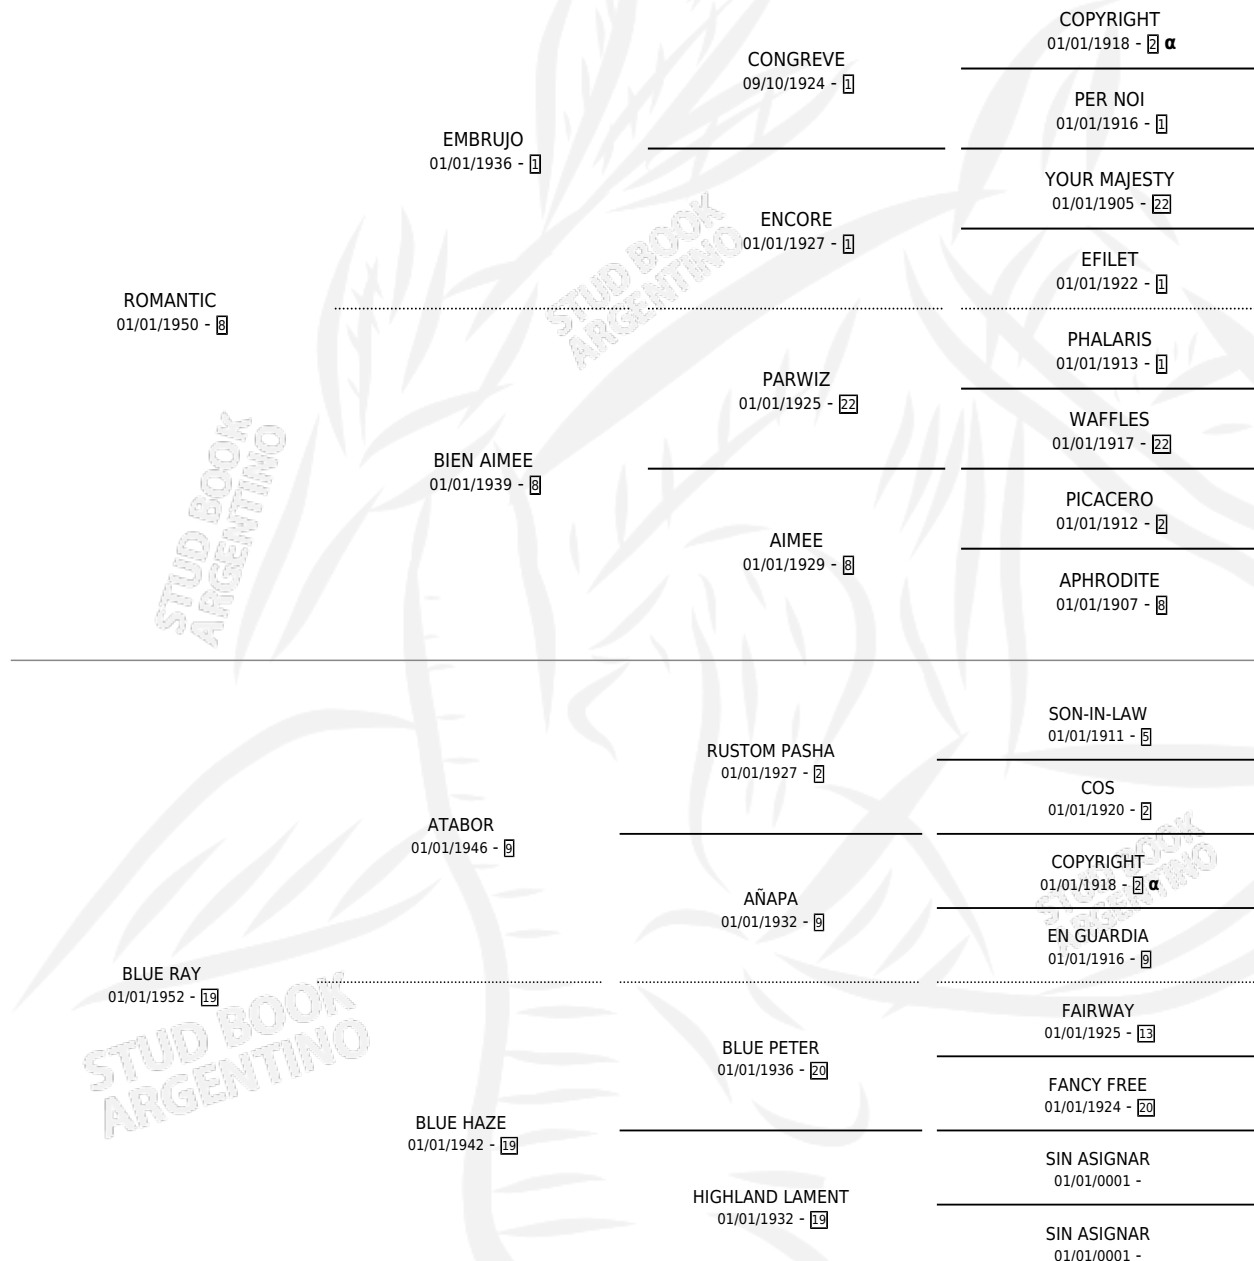 COPYRIGHT
01/01/1918 - 2 α
CONGREVE
09/10/1924 - 1
PER NOI
01/01/1916 - 1
EMBRUJO
01/01/1936 - 1
YOUR MAJESTY
01/01/1905 - 22
ENCORE
01/01/1927 - 1
EFILET
01/01/1922 - 1
ROMANTIC
01/01/1950 - 8
PHALARIS
01/01/1913 - 1
PARWIZ
01/01/1925 - 22
WAFFLES
01/01/1917 - 22
BIEN AIMEE
01/01/1939 - 8
PICACERO
01/01/1912 - 2
AIMEE
01/01/1929 - 8
APHRODITE
01/01/1907 - 8
STUD BOOK
ARGENTINO
STUD BOOK
ARGENTINO
SON-IN-LAW
01/01/1911 - 5
RUSTOM PASHA
01/01/1927 - 2
COS
01/01/1920 - 2
ATABOR
01/01/1946 - 9
COPYRIGHT
01/01/1918 - 2 α
AÑAPA
01/01/1932 - 9
EN GUARDIA
01/01/1916 - 9
BLUE RAY
01/01/1952 - 19
FAIRWAY
01/01/1925 - 13
BLUE PETER
01/01/1936 - 20
FANCY FREE
01/01/1924 - 20
BLUE HAZE
01/01/1942 - 19
SIN ASIGNAR
01/01/0001 -
HIGHLAND LAMENT
01/01/1932 - 19
SIN ASIGNAR
01/01/0001 -
STUD BOOK
ARGENTINO
STUD BOOK
ARGENTINO